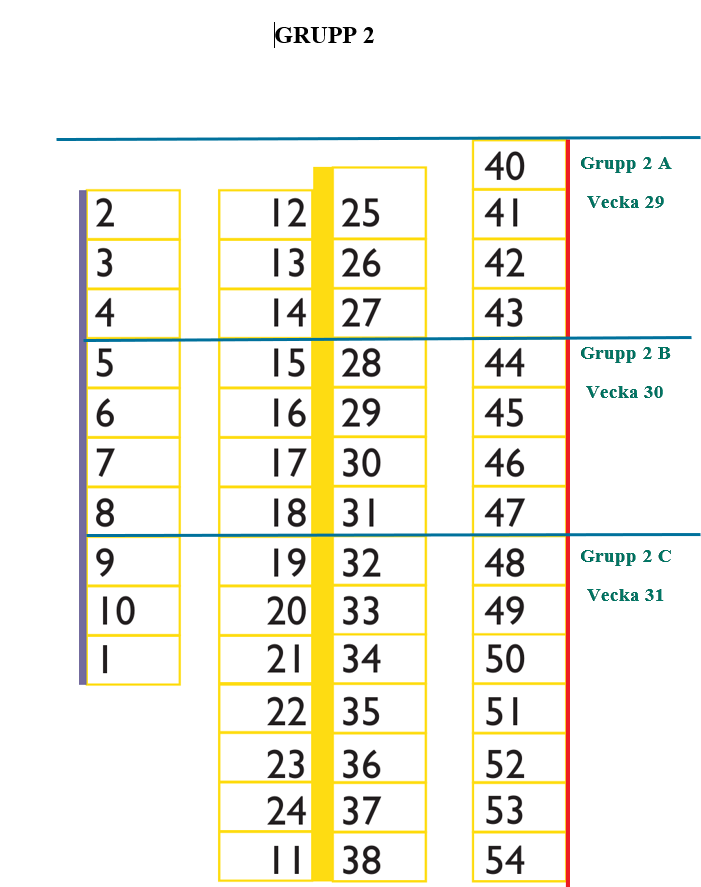 GRUPP 2
40 Grupp 2 A
2 12 25 41 Vecka 29
3 13 26 42
4 14 27 43
5 15 28 44 Grupp 2 B
6 16 29 45 Vecka 30
7 17 30 46
8 18 31 47
9 19 32 48 Grupp 2 C
10 20 33 49 Vecka 31
1 21 34 50
22 35 51
23 36 52
24 37 53
11 38 54